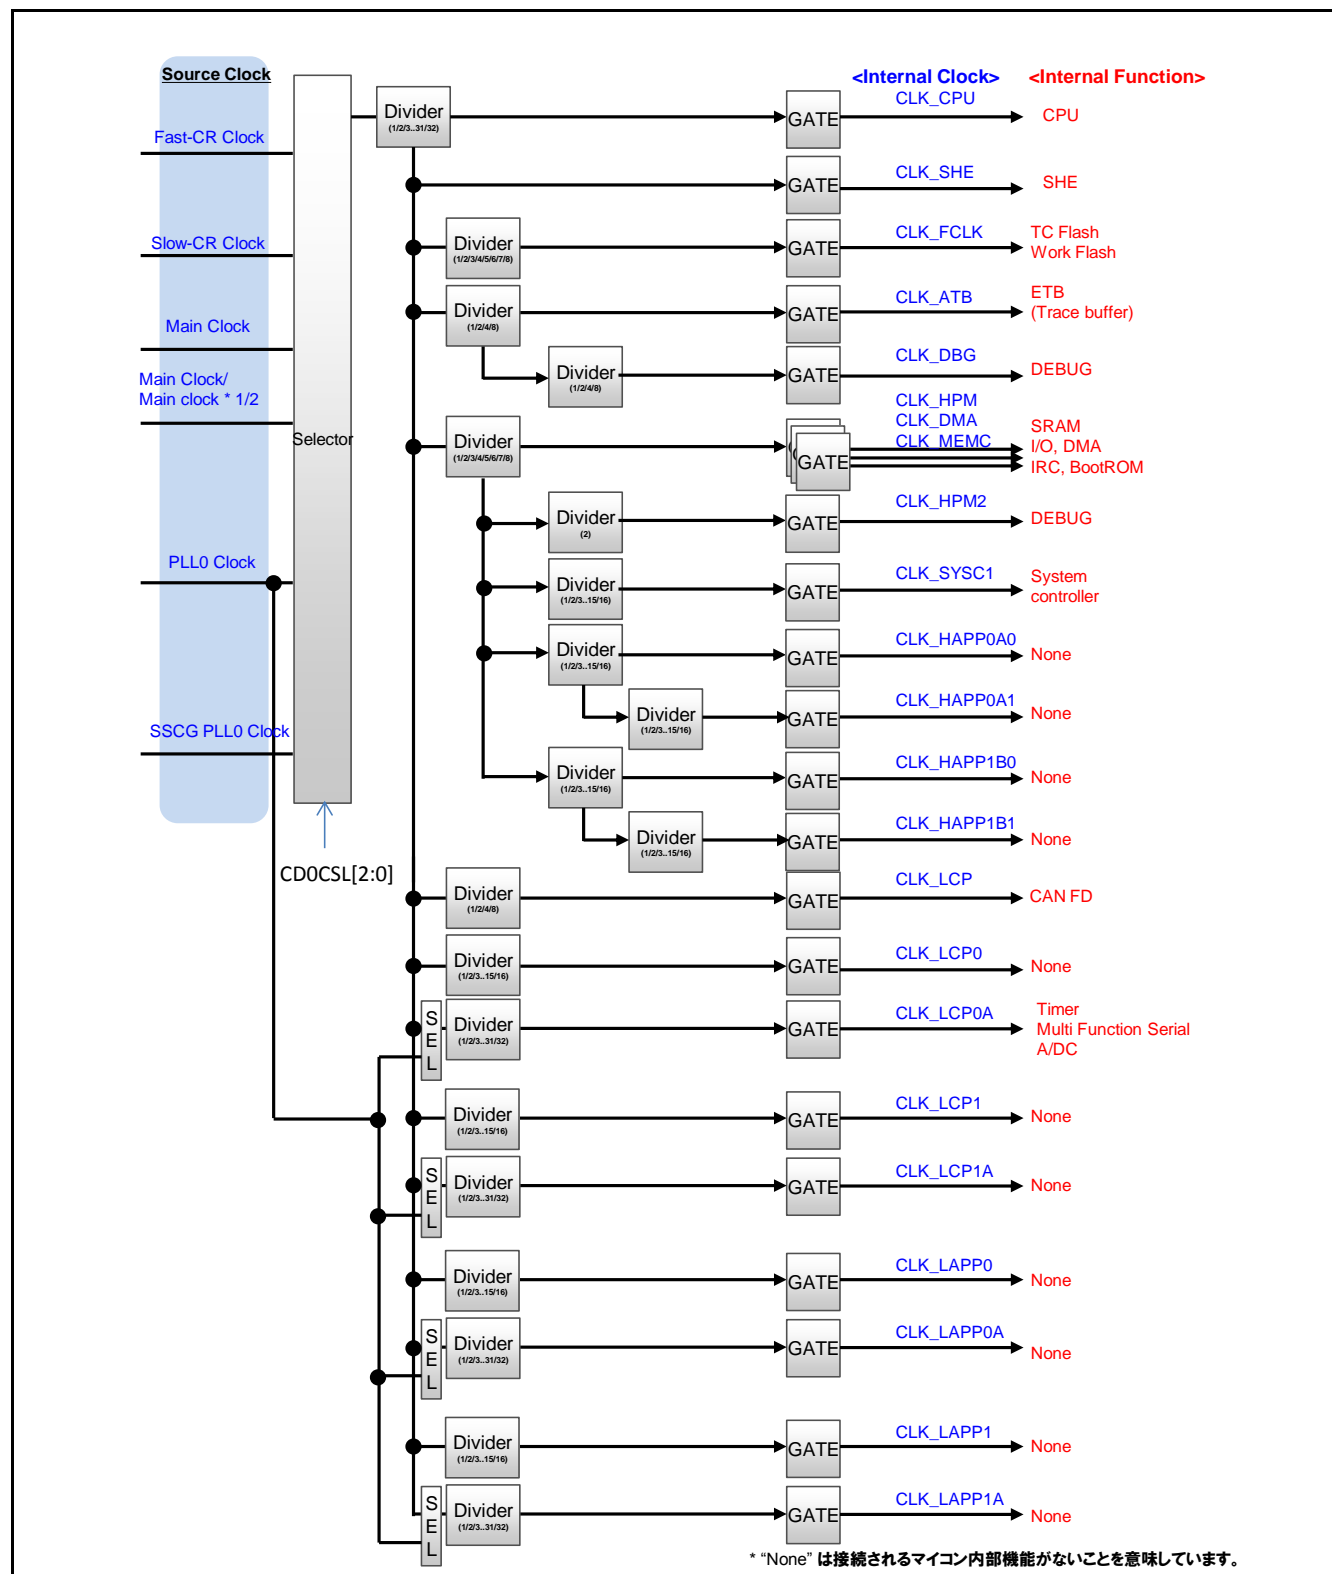 Source Clock
<Internal Clock>
<Internal Function>
Fast-CR Clock
Slow-CR Clock
Main Clock
Main Clock/
Main clock * 1/2
PLL0 Clock
SSCG PLL0 Clock
Selector
CD0CSL[2:0]
Divider
(1/2/3..31/32)
GATE
CLK_CPU
CPU
GATE
CLK_SHE
SHE
Divider
(1/2/3/4/5/6/7/8)
GATE
CLK_FCLK
TC Flash
Work Flash
Divider
(1/2/4/8)
GATE
CLK_ATB
ETB
(Trace buffer)
Divider
(1/2/4/8)
GATE
CLK_DBG
DEBUG
Divider
(1/2/3/4/5/6/7/8)
GATE
CLK_HPM
CLK_DMA
CLK_MEMC
SRAM
I/O, DMA
IRC, BootROM
Divider
(2)
GATE
CLK_HPM2
DEBUG
Divider
(1/2/3..15/16)
GATE
CLK_SYSC1
System
controller
Divider
(1/2/3..15/16)
GATE
CLK_HAPP0A0
None
Divider
(1/2/3..15/16)
GATE
CLK_HAPP0A1
None
Divider
(1/2/3..15/16)
GATE
CLK_HAPP1B0
None
Divider
(1/2/3..15/16)
GATE
CLK_HAPP1B1
None
Divider
(1/2/4/8)
GATE
CLK_LCP
CAN FD
Divider
(1/2/3..15/16)
GATE
CLK_LCP0
None
SEL
Divider
(1/2/3..31/32)
GATE
CLK_LCP0A
Timer
Multi Function Serial
A/DC
Divider
(1/2/3..15/16)
GATE
CLK_LCP1
None
SEL
Divider
(1/2/3..31/32)
GATE
CLK_LCP1A
None
Divider
(1/2/3..15/16)
GATE
CLK_LAPP0
None
SEL
Divider
(1/2/3..31/32)
GATE
CLK_LAPP0A
None
Divider
(1/2/3..15/16)
GATE
CLK_LAPP1
None
SEL
Divider
(1/2/3..31/32)
GATE
CLK_LAPP1A
None
* “None” は接続されるマイコン内部機能がないことを意味しています。